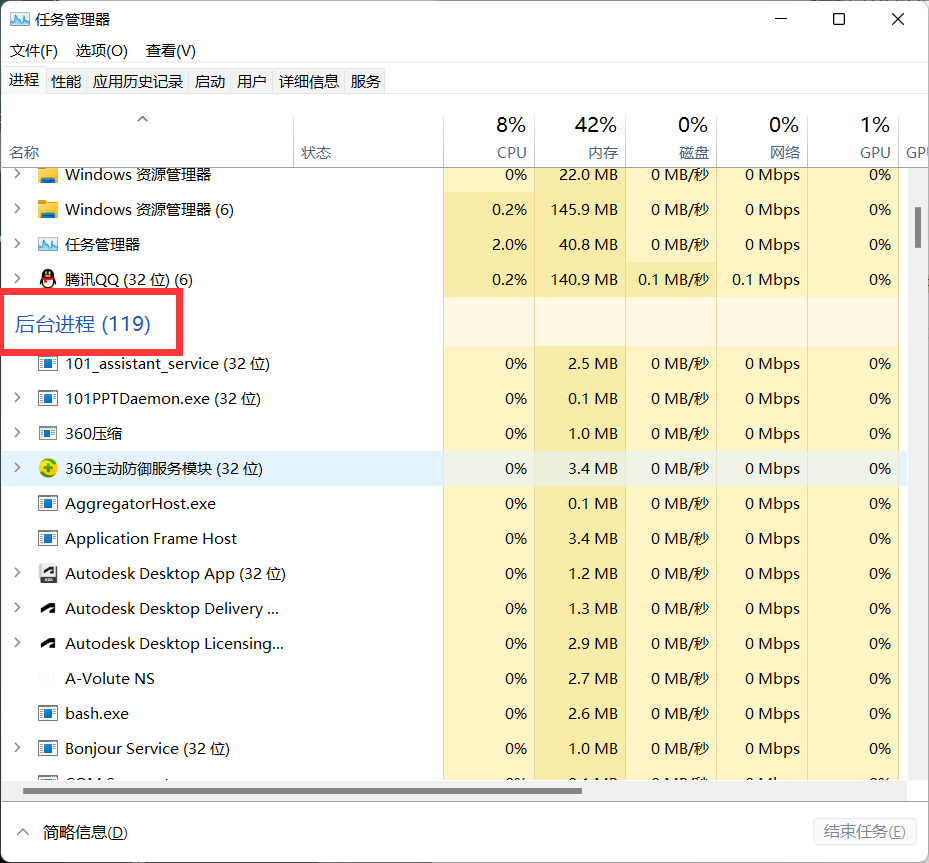 任务管理器
文件(F) 选项(O) 查看(V)
进程 性能 应用历史记录 启动 用户 详细信息 服务
8% 42% 0% 0% 1%
名称 状态 CPU 内存 磁盘 网络 GPU GPU
Windows 资源管理器 0% 22.0 MB 0 MB/秒 0 Mbps 0%
Windows 资源管理器 (6) 0.2% 145.9 MB 0 MB/秒 0 Mbps 0%
任务管理器 2.0% 40.8 MB 0 MB/秒 0 Mbps 0%
腾讯QQ (32 位) (6) 0.2% 140.9 MB 0.1 MB/秒 0.1 Mbps 0%
后台进程 (119)
101_assistant_service (32 位) 0% 2.5 MB 0 MB/秒 0 Mbps 0%
101PPTDaemon.exe (32 位) 0% 0.1 MB 0 MB/秒 0 Mbps 0%
360压缩 0% 1.0 MB 0 MB/秒 0 Mbps 0%
360主动防御服务模块 (32 位) 0% 3.4 MB 0 MB/秒 0 Mbps 0%
AggregatorHost.exe 0% 0.1 MB 0 MB/秒 0 Mbps 0%
Application Frame Host 0% 3.4 MB 0 MB/秒 0 Mbps 0%
Autodesk Desktop App (32 位) 0% 1.2 MB 0 MB/秒 0 Mbps 0%
Autodesk Desktop Delivery ... 0% 1.3 MB 0 MB/秒 0 Mbps 0%
Autodesk Desktop Licensing... 0% 2.9 MB 0 MB/秒 0 Mbps 0%
A-Volute NS 0% 2.7 MB 0 MB/秒 0 Mbps 0%
bash.exe 0% 2.6 MB 0 MB/秒 0 Mbps 0%
Bonjour Service (32 位) 0% 1.0 MB 0 MB/秒 0 Mbps 0%
简略信息(D) 结束任务(E)